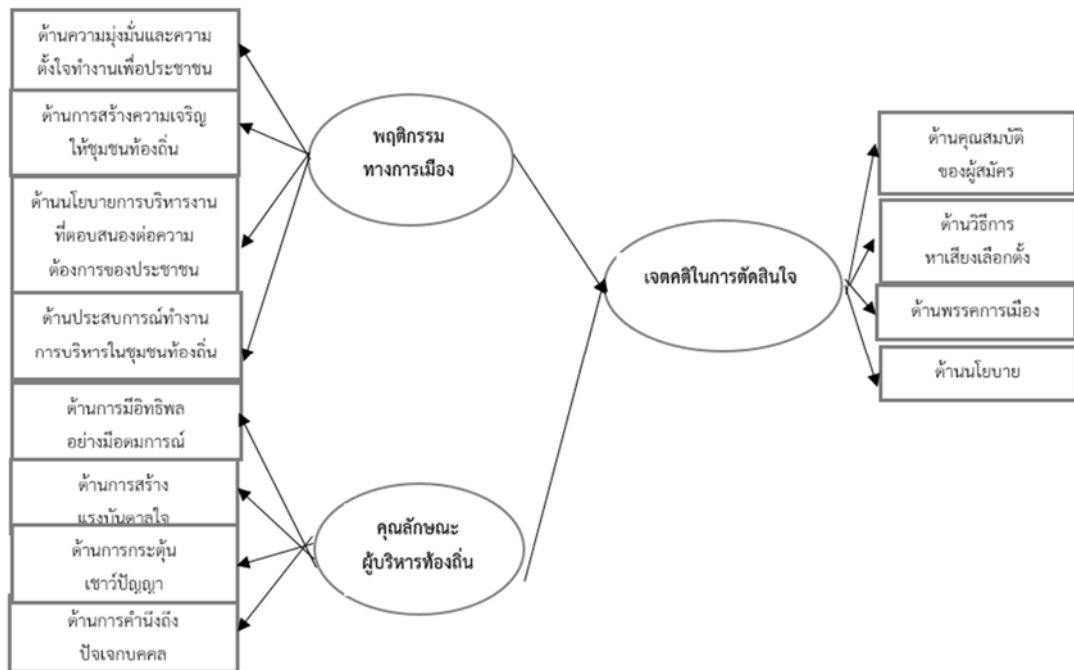 ด้านความมุ่งมั่นและความ
ตั้งใจทำงานเพื่อประชาชน
ด้านการสร้างความเจริญ
ให้ชุมชนท้องถิ่น
ด้านนโยบายการบริหารงาน
ที่ตอบสนองต่อความ
ต้องการของประชาชน
ด้านประสบการณ์ทำงาน
การบริหารในชุมชนท้องถิ่น
ด้านการมีอิทธิพล
อย่างมีอดมการณ์
ด้านการสร้าง
แรงบันดาลใจ
ด้านการกระตุ้น
เชาว์ปัญญา
ด้านการคำนึงถึง
ปัจเจกบุคคล
พฤติกรรม
ทางการเมือง
คุณลักษณะ
ผู้บริหารท้องถิ่น
เจตคติในการตัดสินใจ
ด้านคุณสมบัติ
ของผู้สมัคร
ด้านวิธีการ
หาเสียงเลือกตั้ง
ด้านพรรคการเมือง
ด้านนโยบาย